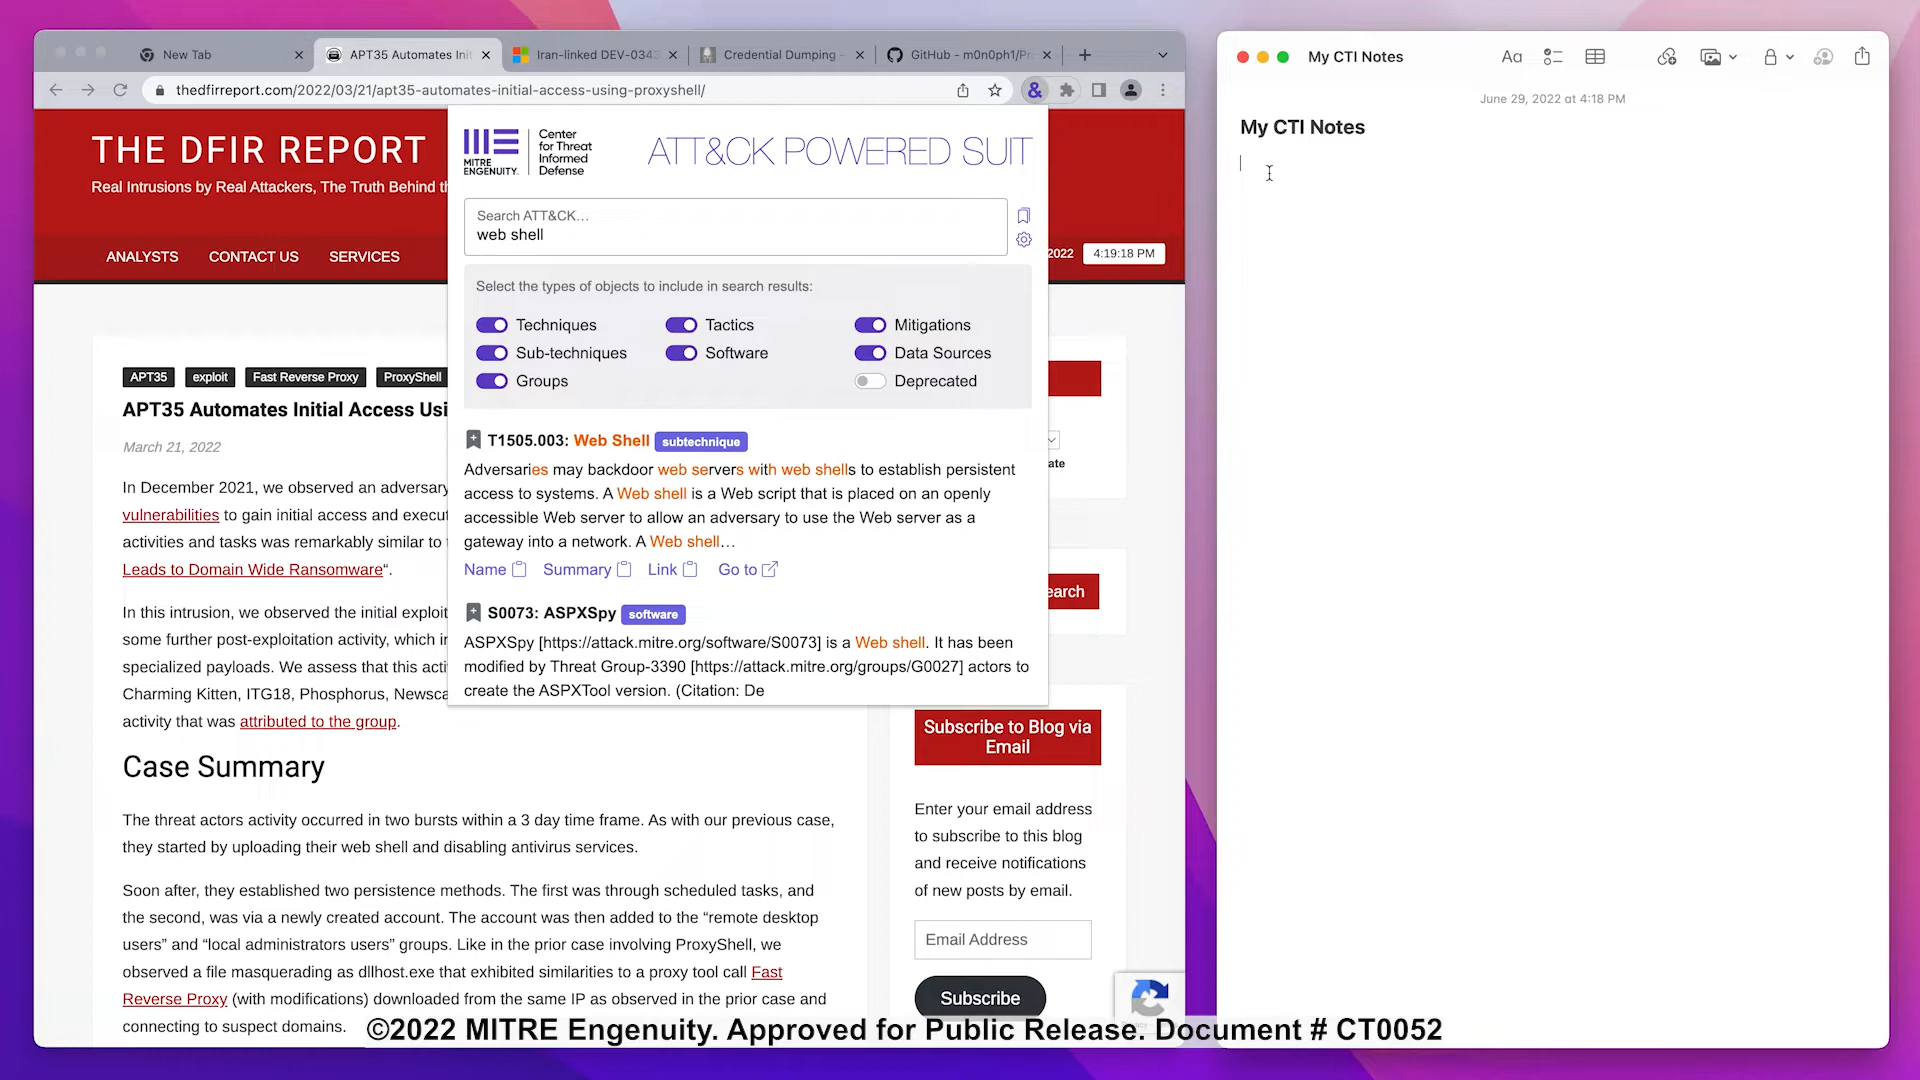 New Tab
APT35 Automates Ini
Iran-linked DEV-034
Credential Dumping -
GitHub - m0n0ph1/Pr
thedfirreport.com/2022/03/21/apt35-automates-initial-access-using-proxyshell/
THE DFIR REPORT
Real Intrusions by Real Attackers, The Truth Behind th
ANALYSTS
CONTACT US
SERVICES
2022
4:19:18 PM
MITRE
ENGENUITY.
Center
for Threat
Informed
Defense
ATT&CK POWERED SUIT
Search ATT&CK...
web shell
Select the types of objects to include in search results:
Techniques
Tactics
Mitigations
Sub-techniques
Software
Data Sources
Groups
Deprecated
T1505.003: Web Shell subtechnique
Adversaries may backdoor web servers with web shells to establish persistent
access to systems. A Web shell is a Web script that is placed on an openly
accessible Web server to allow an adversary to use the Web server as a
gateway into a network. A Web shell...
Name
Summary
Link
Go to
S0073: ASPXSpy software
ASPXSpy [https://attack.mitre.org/software/S0073] is a Web shell. It has been
modified by Threat Group-3390 [https://attack.mitre.org/groups/G0027] actors to
create the ASPXTool version. (Citation: De
APT35
exploit
Fast Reverse Proxy
ProxyShell
APT35 Automates Initial Access Usi
March 21, 2022
In December 2021, we observed an adversary
vulnerabilities to gain initial access and execut
activities and tasks was remarkably similar to
Leads to Domain Wide Ransomware“.
In this intrusion, we observed the initial exploit
some further post-exploitation activity, which in
specialized payloads. We assess that this acti
Charming Kitten, ITG18, Phosphorus, Newsca
activity that was attributed to the group.
Case Summary
The threat actors activity occurred in two bursts within a 3 day time frame. As with our previous case,
they started by uploading their web shell and disabling antivirus services.
Soon after, they established two persistence methods. The first was through scheduled tasks, and
the second, was via a newly created account. The account was then added to the “remote desktop
users” and “local administrators users” groups. Like in the prior case involving ProxyShell, we
observed a file masquerading as dllhost.exe that exhibited similarities to a proxy tool call Fast
Reverse Proxy (with modifications) downloaded from the same IP as observed in the prior case and
connecting to suspect domains.
ate
earch
Subscribe to Blog via
Email
Enter your email address
to subscribe to this blog
and receive notifications
of new posts by email.
Email Address
Subscribe
My CTI Notes
Aa
June 29, 2022 at 4:18 PM
My CTI Notes
©2022 MITRE Engenuity. Approved for Public Release. Document # CT0052